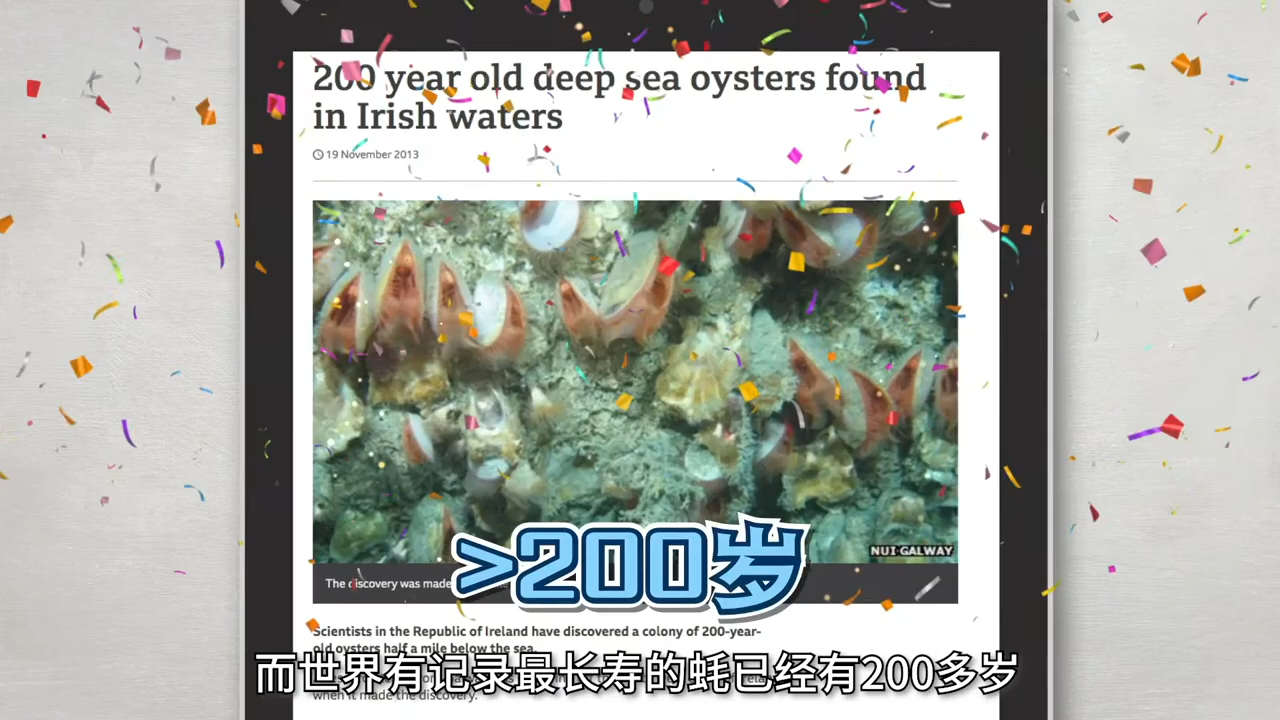 200 year old deep sea oysters found
in Irish waters
19 November 2013
NUI GALWAY
The discovery was made
>200岁
Scientists in the Republic of Ireland have discovered a colony of 200-year-
old oysters half a mile below the sea.
而世界有记录最长寿的蚝已经有200多岁
when it made the discovery.